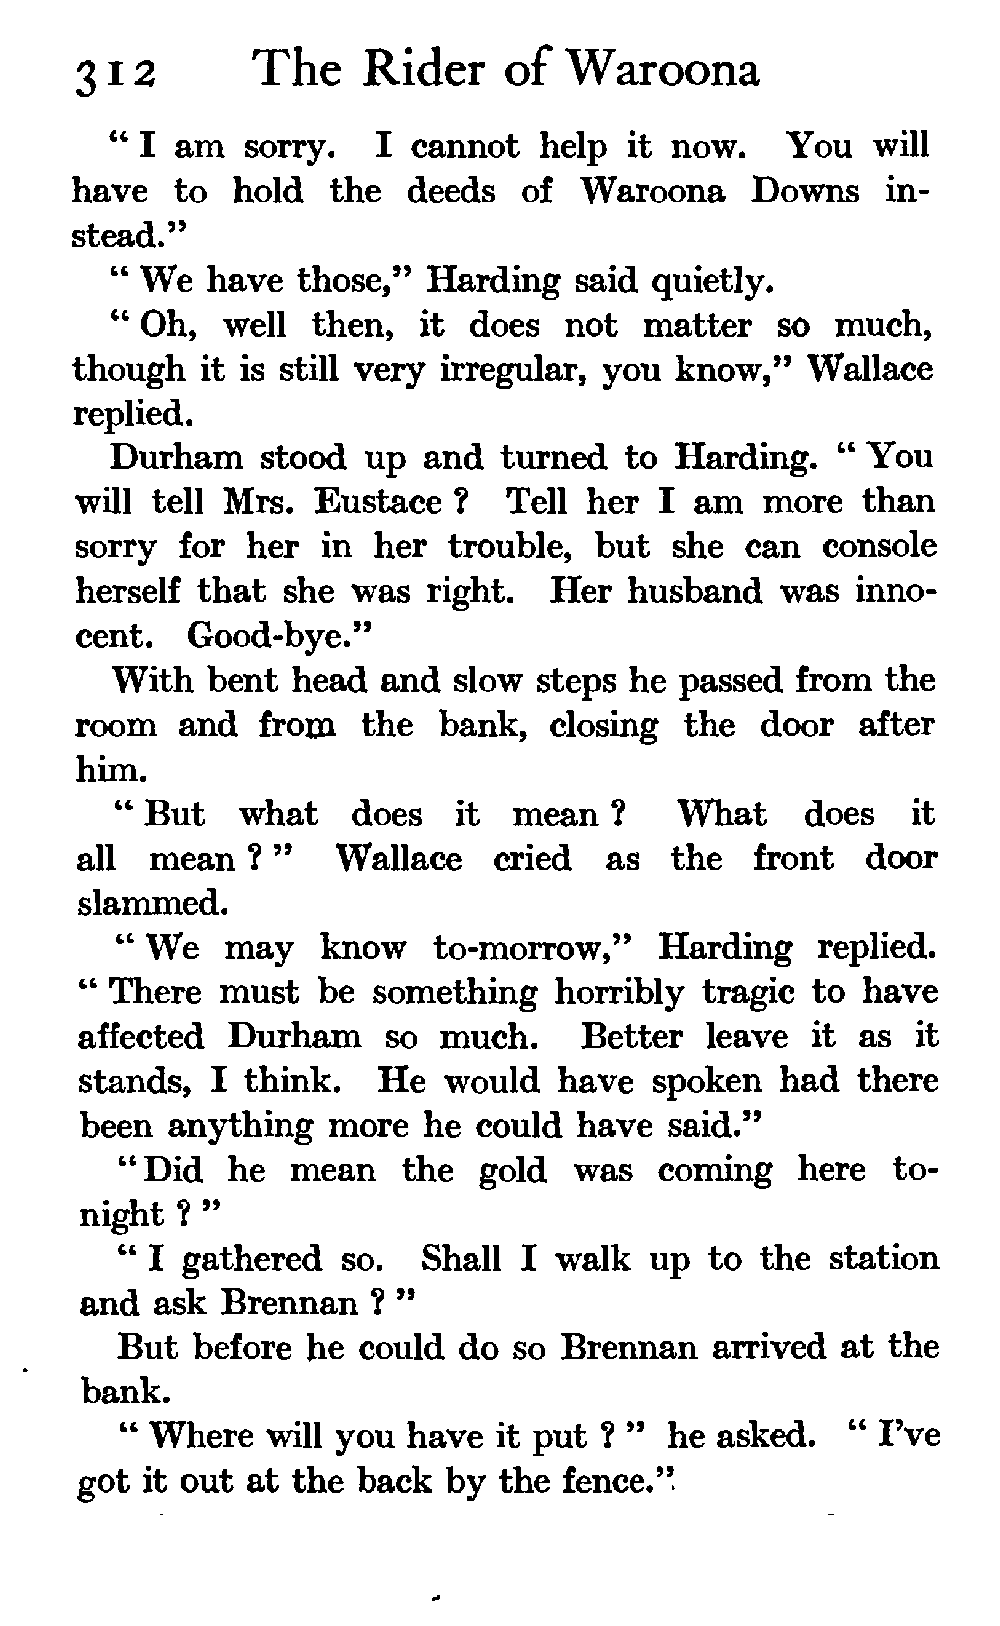 312 The Rider of Waroona
“ I am sorry. I cannot help it now. You will
have to hold the deeds of Waroona Downs in-
stead.”
“ We have those,” Harding said quietly.
“ Oh, well then, it does not matter so much,
though it is still very irregular, you know,” Wallace
replied.
Durham stood up and turned to Harding. “ You
will tell Mrs. Eustace ? Tell her I am more than
sorry for her in her trouble, but she can console
herself that she was right. Her husband was inno-
cent. Good-bye.”
With bent head and slow steps he passed from the
room and from the bank, closing the door after
him.
“ But what does it mean ? What does it
all mean ? ” Wallace cried as the front door
slammed.
“ We may know to-morrow,” Harding replied.
“ There must be something horribly tragic to have
affected Durham so much. Better leave it as it
stands, I think. He would have spoken had there
been anything more he could have said.”
“ Did he mean the gold was coming here to-
night ? ”
“ I gathered so. Shall I walk up to the station
and ask Brennan ? ”
But before he could do so Brennan arrived at the
bank.
“ Where will you have it put ? ” he asked. “ I’ve
got it out at the back by the fence.”